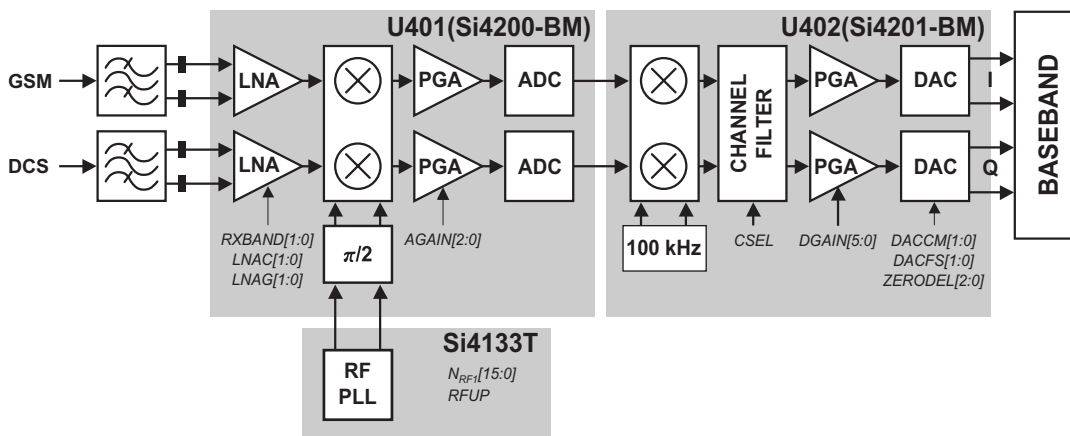 U401(Si4200-BM)
U402(Si4201-BM)
GSM
LNA
PGA
ADC
CHANNEL
FILTER
PGA
DAC
I
BASEBAND
DCS
LNA
PGA
ADC
PGA
DAC
Q
RXBAND[1:0]
LNAC[1:0]
LNAG[1:0]
π/2
AGAIN[2:0]
100 kHz
CSEL
DGAIN[5:0]
DACCM[1:0]
DACFS[1:0]
ZERODEL[2:0]
Si4133T
RF
PLL
NRF1[15:0]
RFUP